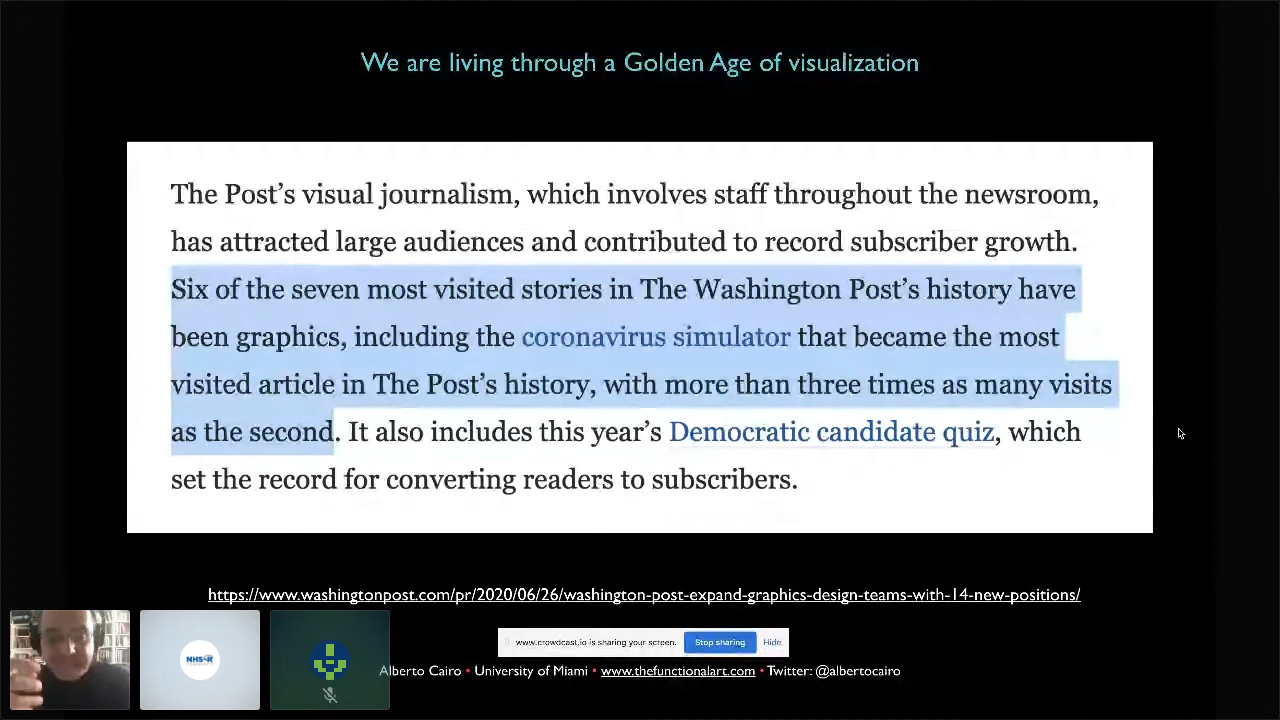 We are living through a Golden Age of visualization
The Post’s visual journalism, which involves staff throughout the newsroom,
has attracted large audiences and contributed to record subscriber growth.
Six of the seven most visited stories in The Washington Post’s history have
been graphics, including the coronavirus simulator that became the most
visited article in The Post’s history, with more than three times as many visits
as the second. It also includes this year’s Democratic candidate quiz, which
set the record for converting readers to subscribers.
https://www.washingtonpost.com/pr/2020/06/26/washington-post-expand-graphics-design-teams-with-14-new-positions/
www.crowdcast.io is sharing your screen. Stop sharing Hide
NHS-R
Alberto Cairo • University of Miami • www.thefunctionalart.com • Twitter: @albertocairo